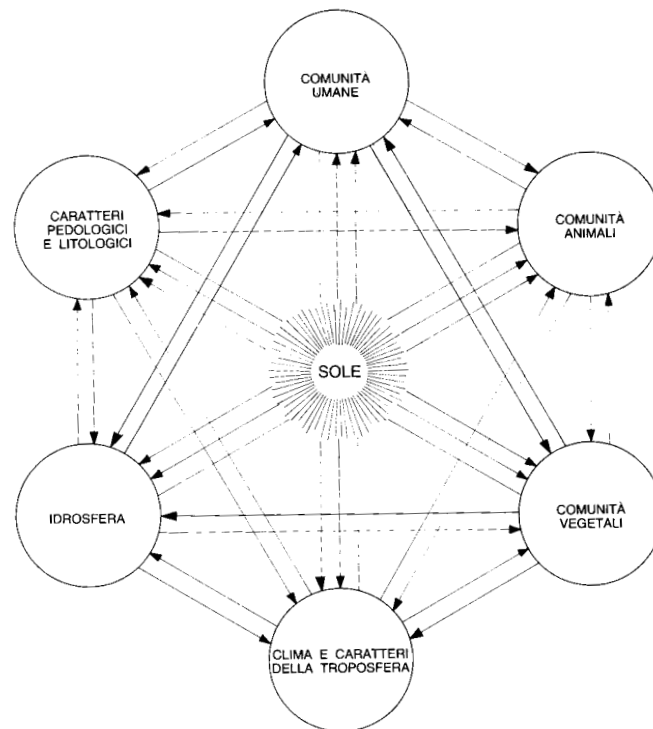 COMUNITÀ
UMANE
CARATTERI
PEDOLOGICI
E LITOLOGICI
COMUNITÀ
ANIMALI
SOLE
IDROSFERA
COMUNITÀ
VEGETALI
CLIMA E CARATTERI
DELLA TROPOSFERA